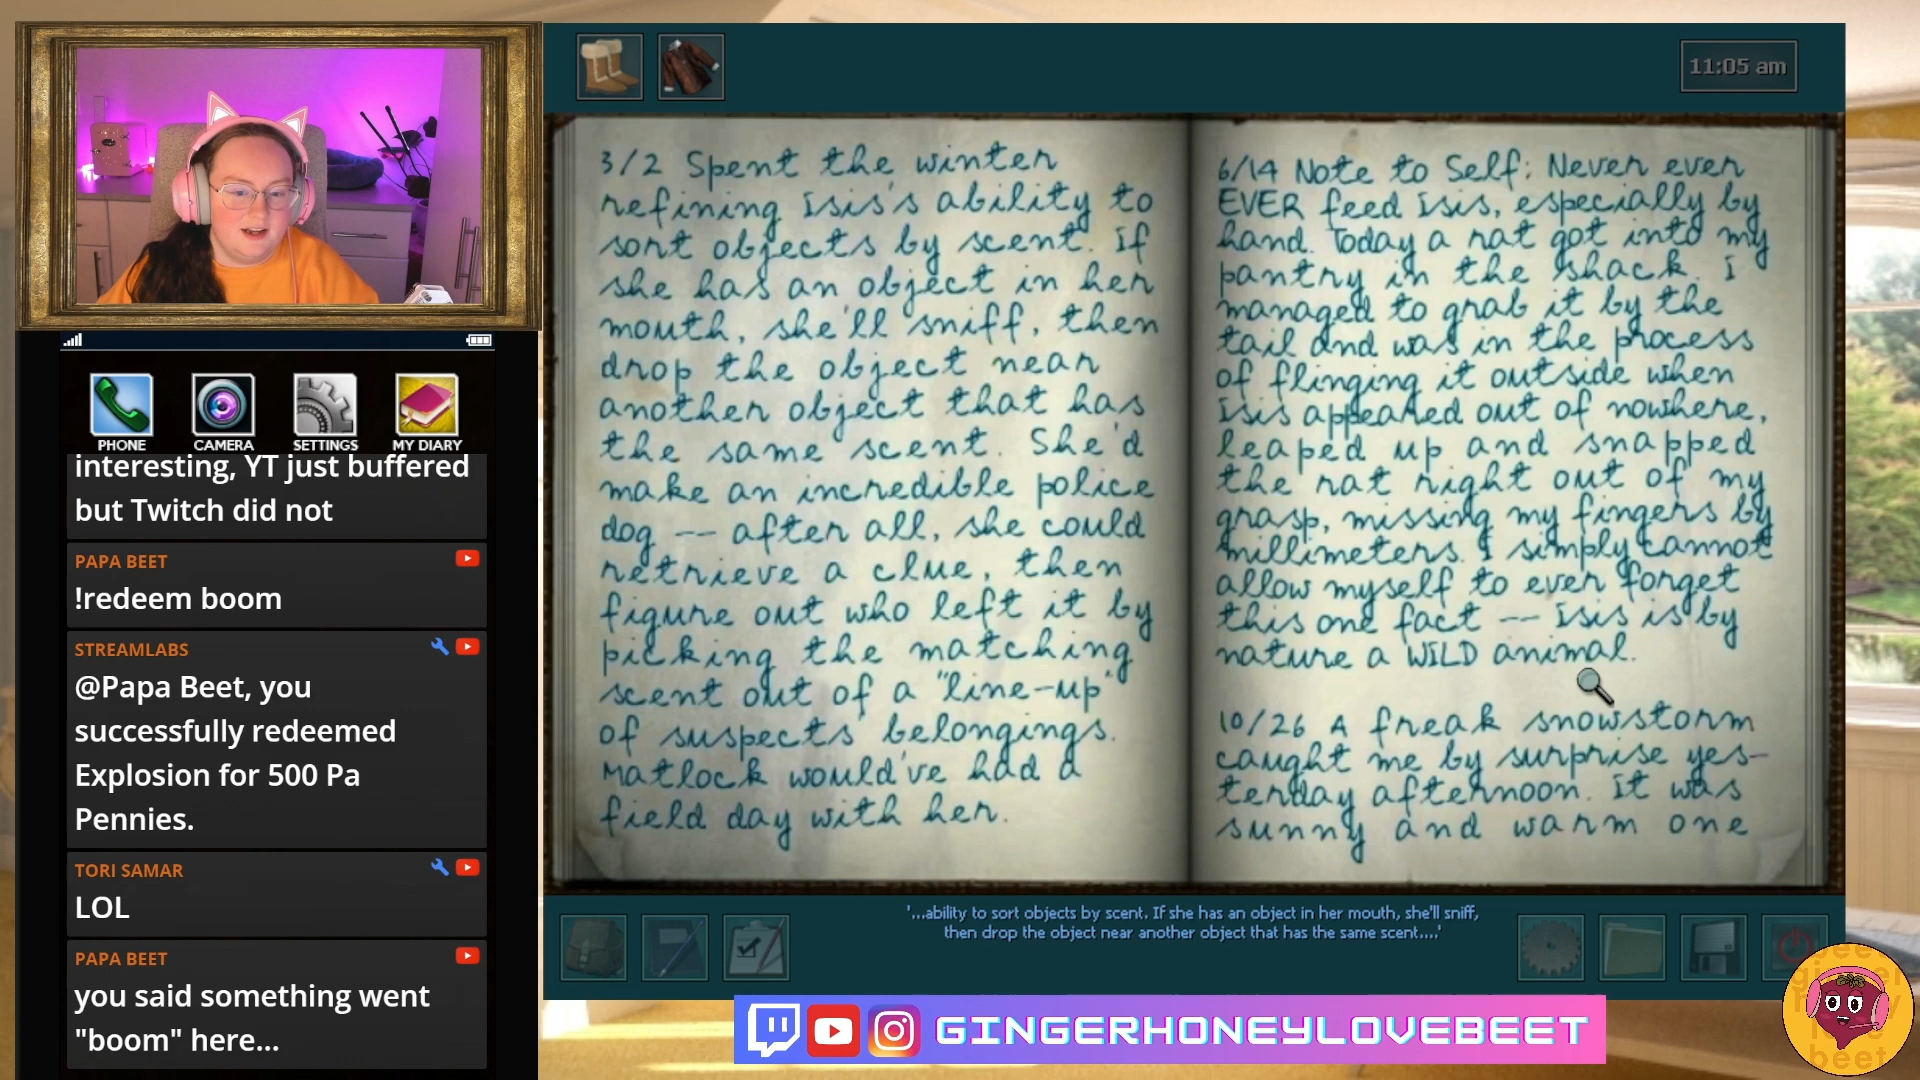 PHONE
CAMERA
SETTINGS
MY DIARY
interesting, YT just buffered
but Twitch did not
PAPA BEET
!redeem boom
STREAMLABS
@Papa Beet, you
successfully redeemed
Explosion for 500 Pa
Pennies.
TORI SAMAR
LOL
PAPA BEET
you said something went
"boom" here...
11:05 am
3/2 Spent the winter
refining Isis's ability to
sort objects by scent. If
she has an object in her
mouth, she'll sniff, then
drop the object near
another object that has
the same scent. She'd
make an incredible police
dog -- after all, she could
retrieve a clue, then
figure out who left it by
picking the matching
scent out of a "line-up"
of suspects' belongings.
Matlock would've had a
field day with her.
6/14 Note to Self: Never ever
EVER feed Isis, especially by
hand. Today a rat got into my
pantry in the shack. I
managed to grab it by the
tail and was in the process
of flinging it outside when
Isis appeared out of nowhere,
leaped up and snapped
the rat right out of my
grasp, missing my fingers by
millimeters. I simply cannot
allow myself to ever forget
this one fact -- Isis is by
nature a WILD animal.
10/26 A freak snowstorm
caught me by surprise yes-
terday afternoon. It was
sunny and warm one
'...ability to sort objects by scent. If she has an object in her mouth, she'll sniff,
then drop the object near another object that has the same scent....'
GINGERHONEYLOVEBEET
beet